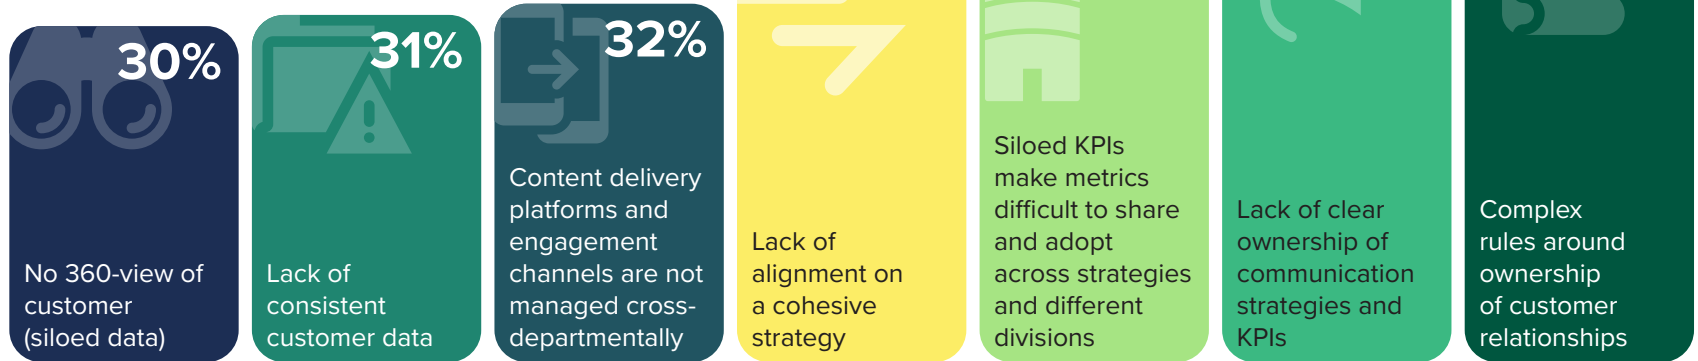 30%
No 360-view of
customer
(siloed data)
31%
Lack of
consistent
customer data
32%
Content delivery
platforms and
engagement
channels are not
managed cross-
departmentally
Lack of
alignment on
a cohesive
strategy
Siloed KPIs
make metrics
difficult to share
and adopt
across strategies
and different
divisions
Lack of clear
ownership of
communication
strategies and
KPIs
Complex
rules around
ownership
of customer
relationships